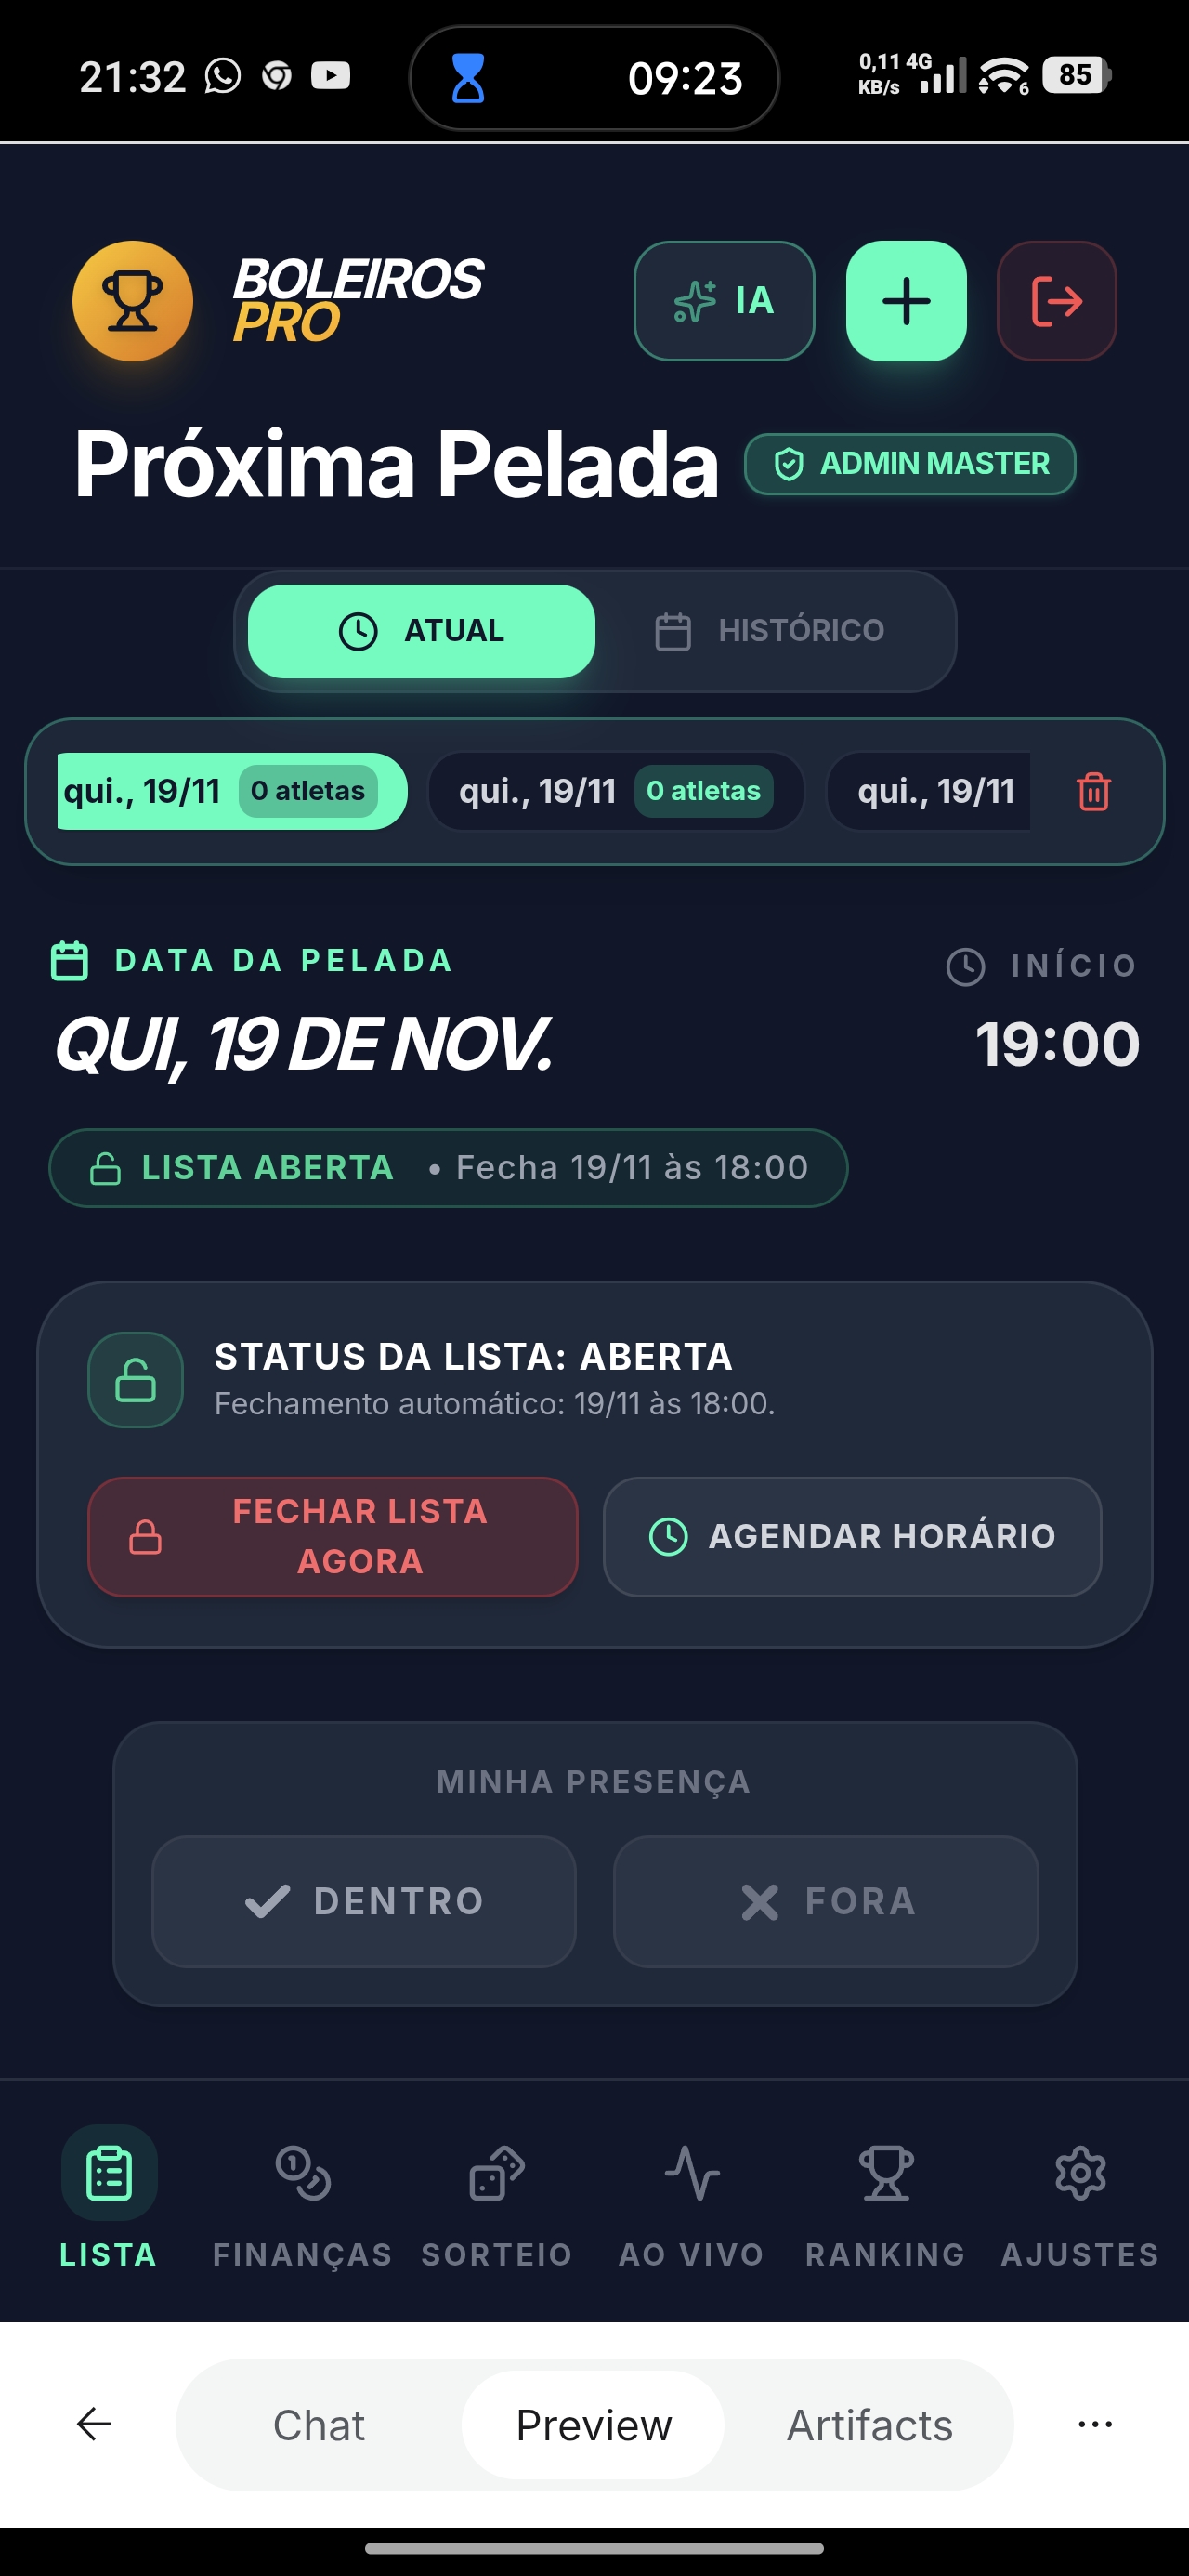 21:32
09:23
0,11 4G
KB/s
6
85
BOLEIROS
PRO
IA
Próxima Pelada
ADMIN MASTER
ATUAL
HISTÓRICO
qui., 19/11 0 atletas
qui., 19/11 0 atletas
qui., 19/11
DATA DA PELADA
INÍCIO
QUI, 19 DE NOV.
19:00
LISTA ABERTA • Fecha 19/11 às 18:00
STATUS DA LISTA: ABERTA
Fechamento automático: 19/11 às 18:00.
FECHAR LISTA
AGORA
AGENDAR HORÁRIO
MINHA PRESENÇA
DENTRO
FORA
LISTA
FINANÇAS
SORTEIO
AO VIVO
RANKING
AJUSTES
Chat
Preview
Artifacts